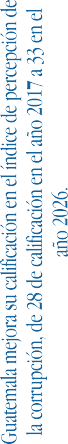 Guatemala mejora su calificación en el índice de percepción de
la corrupción, de 28 de calificación en el año 2017 a 33 en el
año 2026.